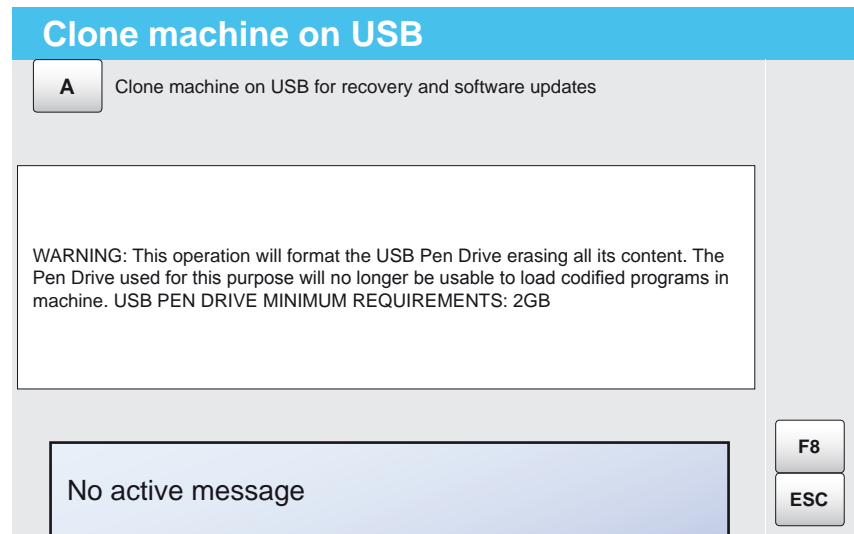 Clone machine on USB
A
Clone machine on USB for recovery and software updates
WARNING: This operation will format the USB Pen Drive erasing all its content. The
Pen Drive used for this purpose will no longer be usable to load codified programs in
machine. USB PEN DRIVE MINIMUM REQUIREMENTS: 2GB
F8
No active message
ESC